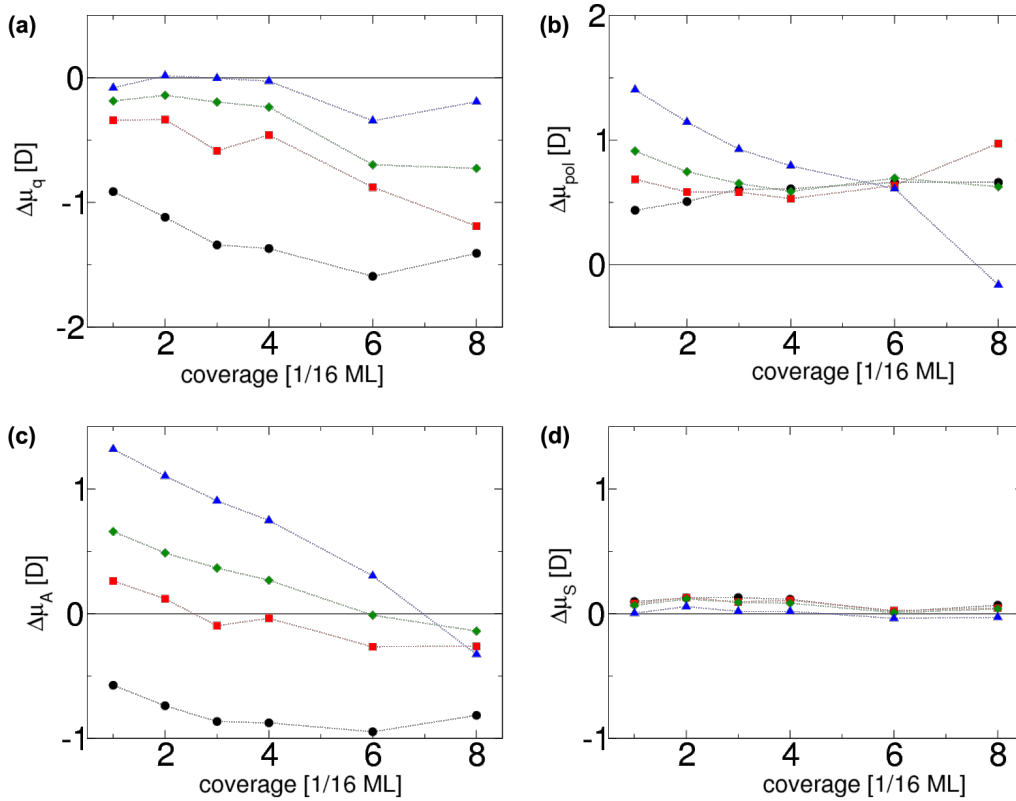 (a)
0
-1
-2
Δμq [D]
2 4 6 8
coverage [1/16 ML]
(b)
2
1
0
Δμpol [D]
2 4 6 8
coverage [1/16 ML]
(c)
1
0
-1
ΔμA [D]
2 4 6 8
coverage [1/16 ML]
(d)
1
0
-1
ΔμS [D]
2 4 6 8
coverage [1/16 ML]